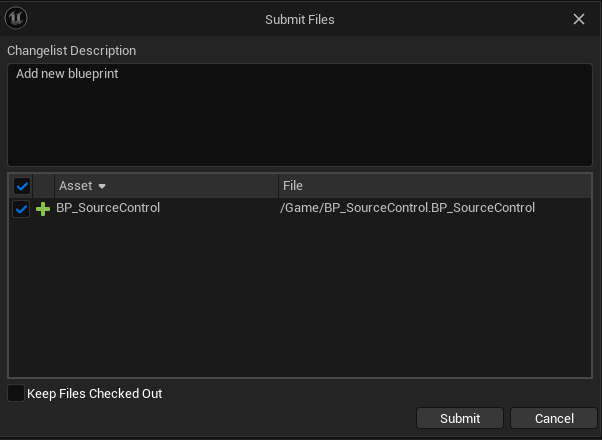 Submit Files
Changelist Description
Add new blueprint
Asset File
BP_SourceControl /Game/BP_SourceControl.BP_SourceControl
Keep Files Checked Out
Submit Cancel